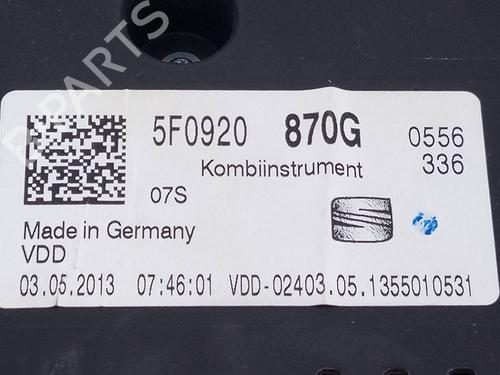 B-PARTS
5F0920 870G 0556
Kombiinstrument 336
07S
Made in Germany
VDD
03.05.2013 07:46:01 VDD-02403.05.1355010531